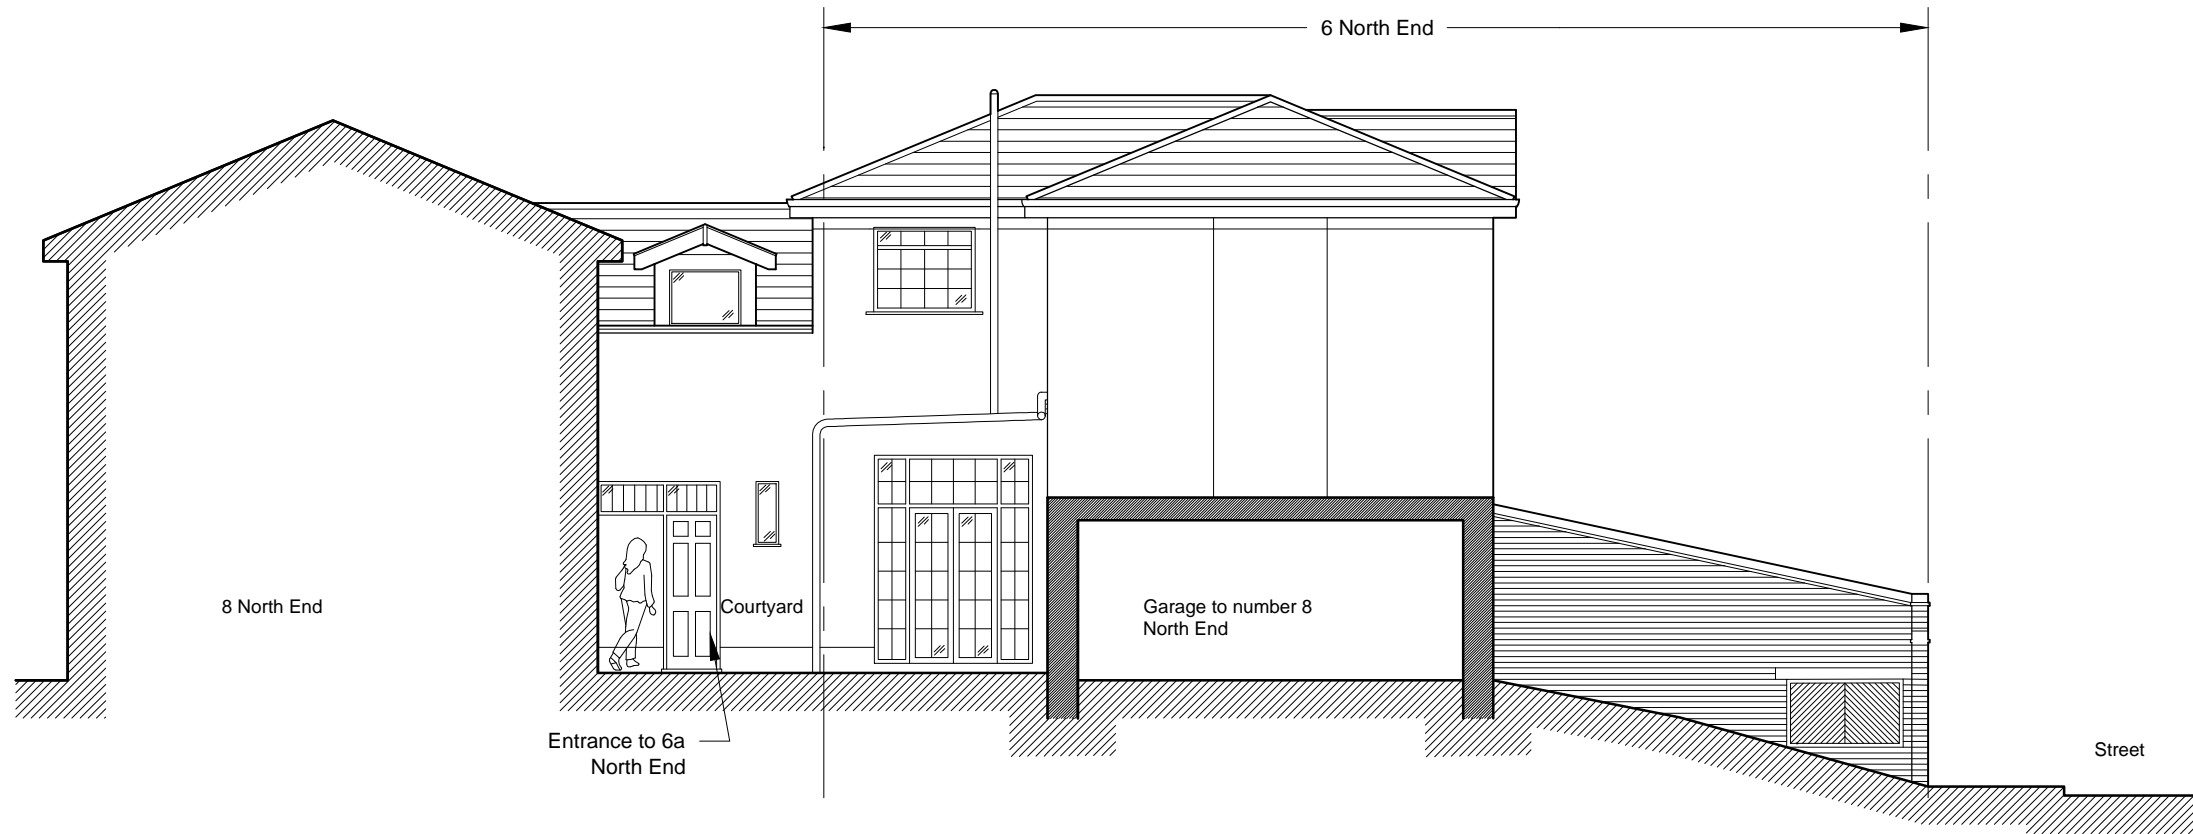 6 North End
8 North End
Courtyard
Garage to number 8
North End
Entrance to 6a
North End
Street